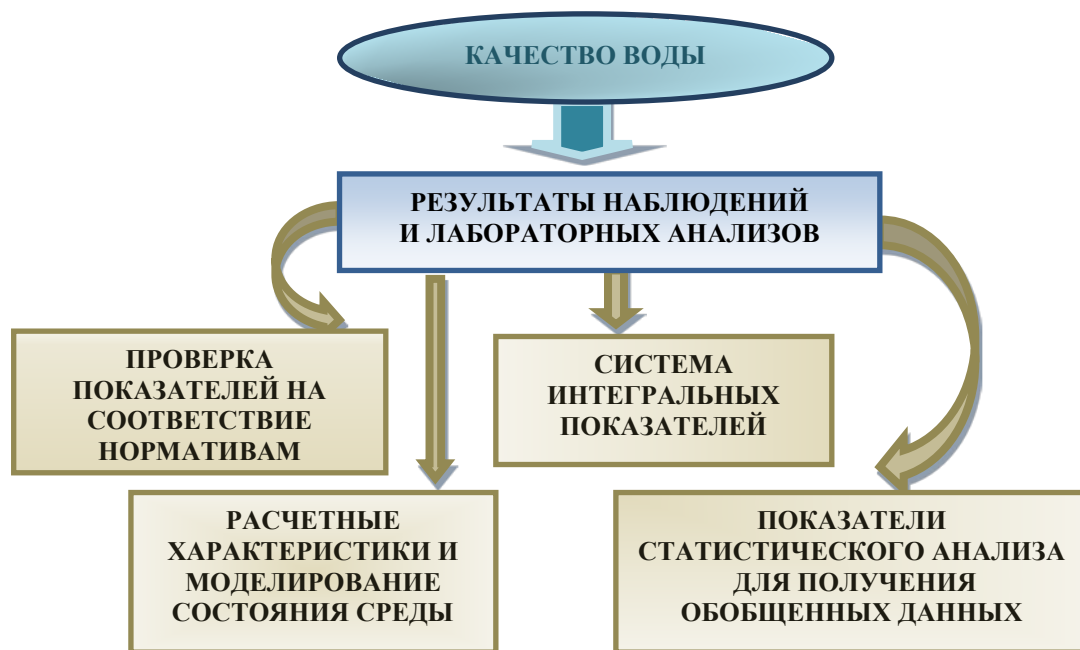 КАЧЕСТВО ВОДЫ
РЕЗУЛЬТАТЫ НАБЛЮДЕНИЙ
И ЛАБОРАТОРНЫХ АНАЛИЗОВ
ПРОВЕРКА
ПОКАЗАТЕЛЕЙ НА
СООТВЕТСТВИЕ
НОРМАТИВАМ
СИСТЕМА
ИНТЕГРАЛЬНЫХ
ПОКАЗАТЕЛЕЙ
РАСЧЕТНЫЕ
ХАРАКТЕРИСТИКИ И
МОДЕЛИРОВАНИЕ
СОСТОЯНИЯ СРЕДЫ
ПОКАЗАТЕЛИ
СТАТИСТИЧЕСКОГО АНАЛИЗА
ДЛЯ ПОЛУЧЕНИЯ
ОБОБЩЕННЫХ ДАННЫХ